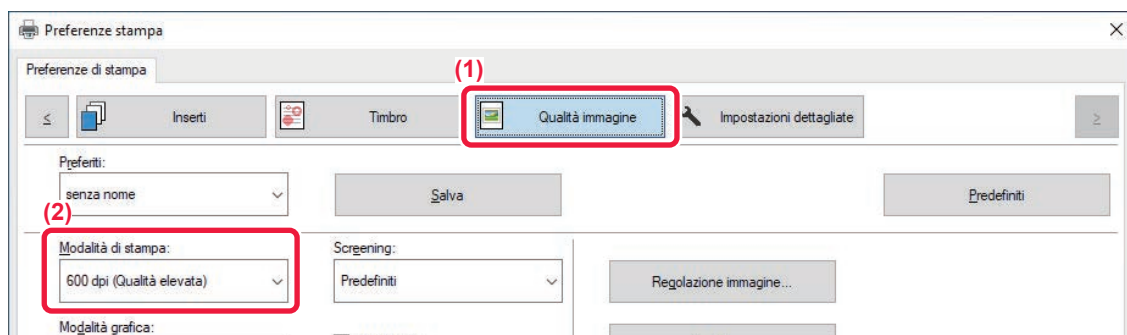 Preferenze stampa
Preferenze di stampa
(1)
<
Inserti
Timbro
Qualità immagine
Impostazioni dettagliate
>
Preferiti:
senza nome
Salva
Predefiniti
(2)
Modalità di stampa:
Screening:
600 dpi (Qualità elevata)
Predefiniti
Regolazione immagine...
Modalità grafica: